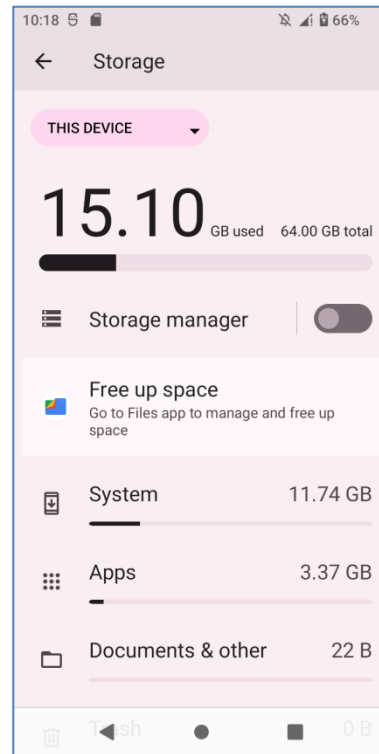 10:18 66%
Storage
THIS DEVICE
15.10 GB used 64.00 GB total
Storage manager
Free up space
Go to Files app to manage and free up
space
System 11.74 GB
Apps 3.37 GB
Documents & other 22 B
Trash 0 B